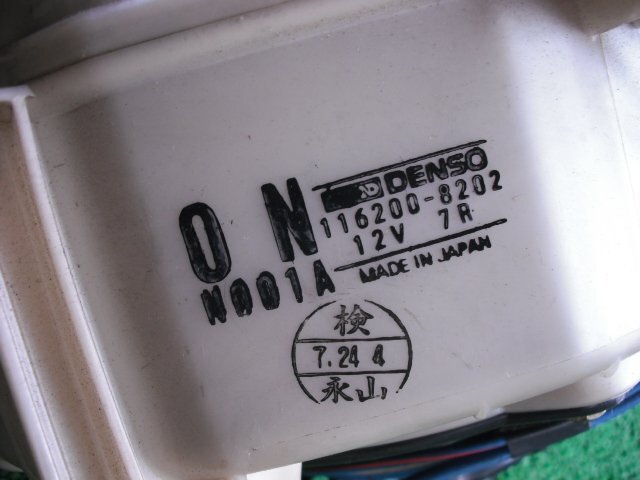 DENSO
116200-8202
12V 7R
MADE IN JAPAN
0 N
N001A
検
7.24 4
永山